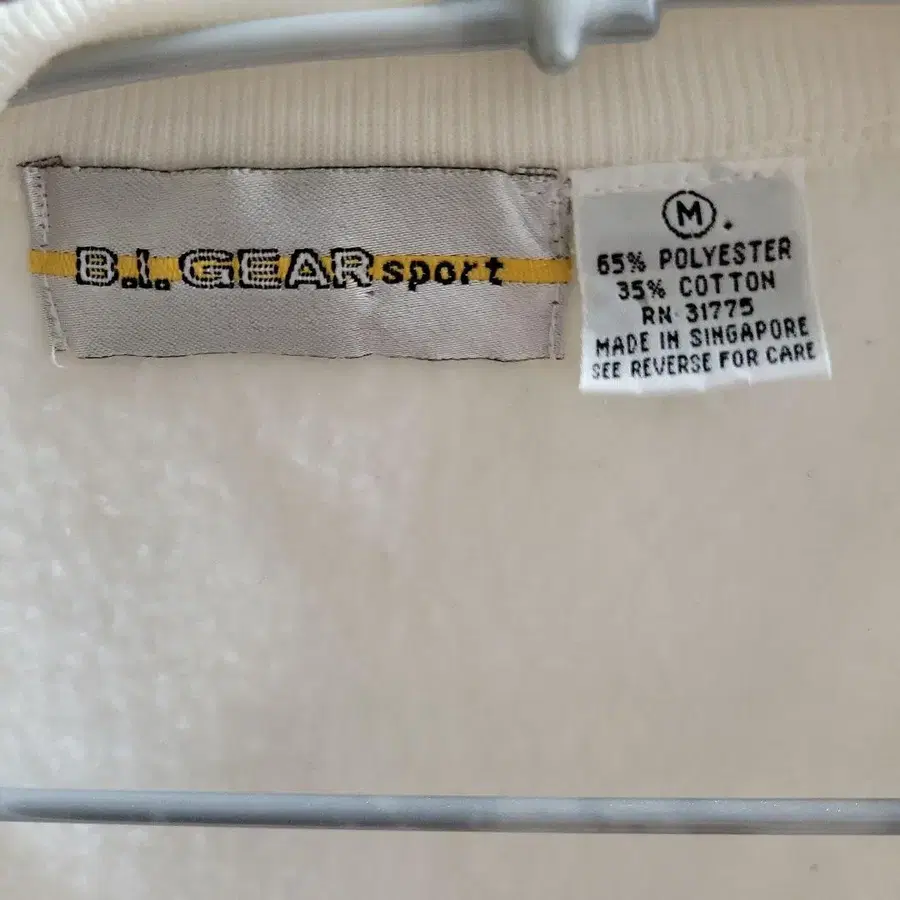 B.I. GEAR sport
M.
65% POLYESTER
35% COTTON
RN 31775
MADE IN SINGAPORE
SEE REVERSE FOR CARE